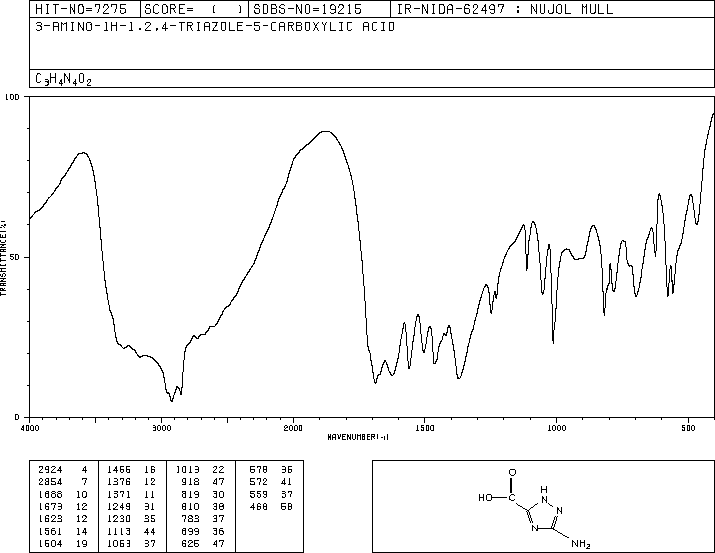 HIT-NO=7275 SCORE= ( ) SDBS-NO=19215 IR-NIDA-62497 : NUJOL MULL
3-AMINO-1H-1,2,4-TRIAZOLE-5-CARBOXYLIC ACID
C3H4N4O2
100
50
0
TRANSMITTANCE(%)
4000 3000 2000 1500 1000 500
WAVENUMBER(-1)
2924 4 1466 16 1013 22 578 36
2854 7 1376 12 918 47 572 41
1688 10 1371 11 819 30 559 37
1673 12 1249 31 810 38 468 58
1623 12 1230 35 783 37
1561 14 1113 44 699 36
1504 19 1053 37 625 47
O
HO C H
N
N
N
NH2